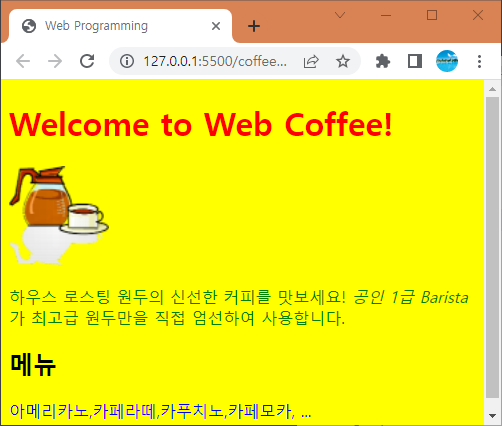 Web Programming
127.0.0.1:5500/coffee...
Welcome to Web Coffee!
하우스 로스팅 원두의 신선한 커피를 맛보세요! 공인 1급 Barista
가 최고급 원두만을 직접 엄선하여 사용합니다.
메뉴
아메리카노,카페라떼,카푸치노,카페모카, ...